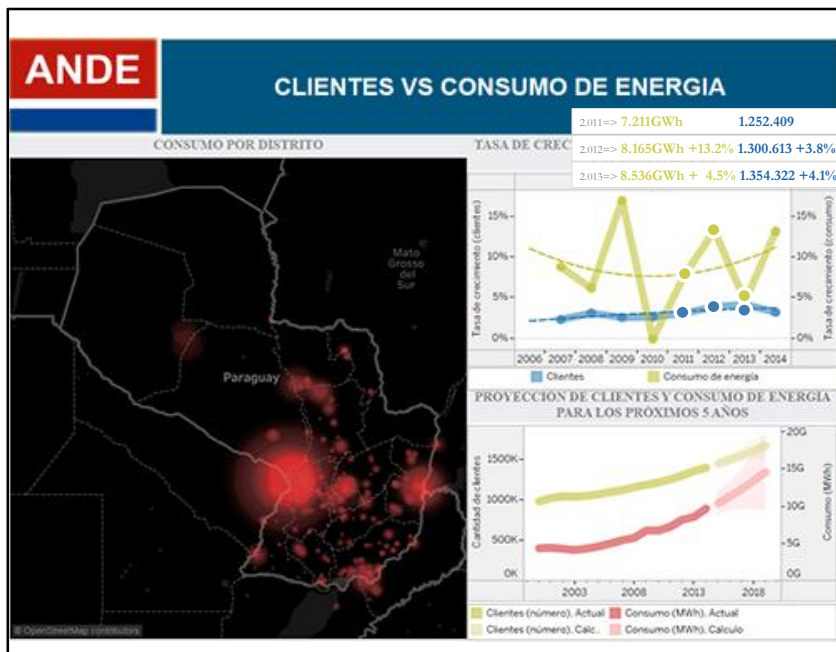 ANDE
CLIENTES VS CONSUMO DE ENERGIA
2.011=> 7.211GWh 1.252.409
2.012=> 8.165GWh +13.2% 1.300.613 +3.8%
2.013=> 8.536GWh + 4.5% 1.354.322 +4.1%
CONSUMO POR DISTRITO
Mato
Grosso
do
Sul
Paraguay
© OpenStreetMap contributors
TASA DE CREC
Tasa de crecimiento (clientes)
15%
10%
5%
0%
15%
10%
5%
0%
Tasa de crecimiento (consumo)
2006 2007 2008 2009 2010 2011 2012 2013 2014
Clientes Consumo de energía
PROYECCION DE CLIENTES Y CONSUMO DE ENERGÍA
PARA LOS PRÓXIMOS 5 AÑOS
Cantidad de clientes
1500K
1000K
500K
0K
20G
15G
10G
5G
0G
Consumo (MWh)
2003 2008 2013 2018
Clientes (número). Actual Consumo (MWh). Actual
Clientes (número). Calc.. Consumo (MWh). Calculo